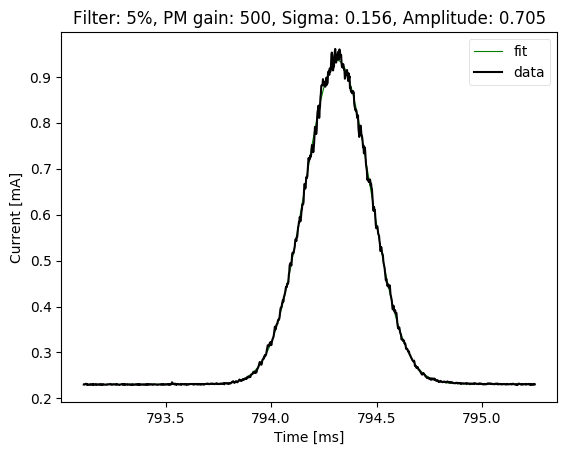 Filter: 5%, PM gain: 500, Sigma: 0.156, Amplitude: 0.705
fit
data
0.9
0.8
0.7
0.6
0.5
0.4
0.3
0.2
Current [mA]
793.5
794.0
794.5
795.0
Time [ms]